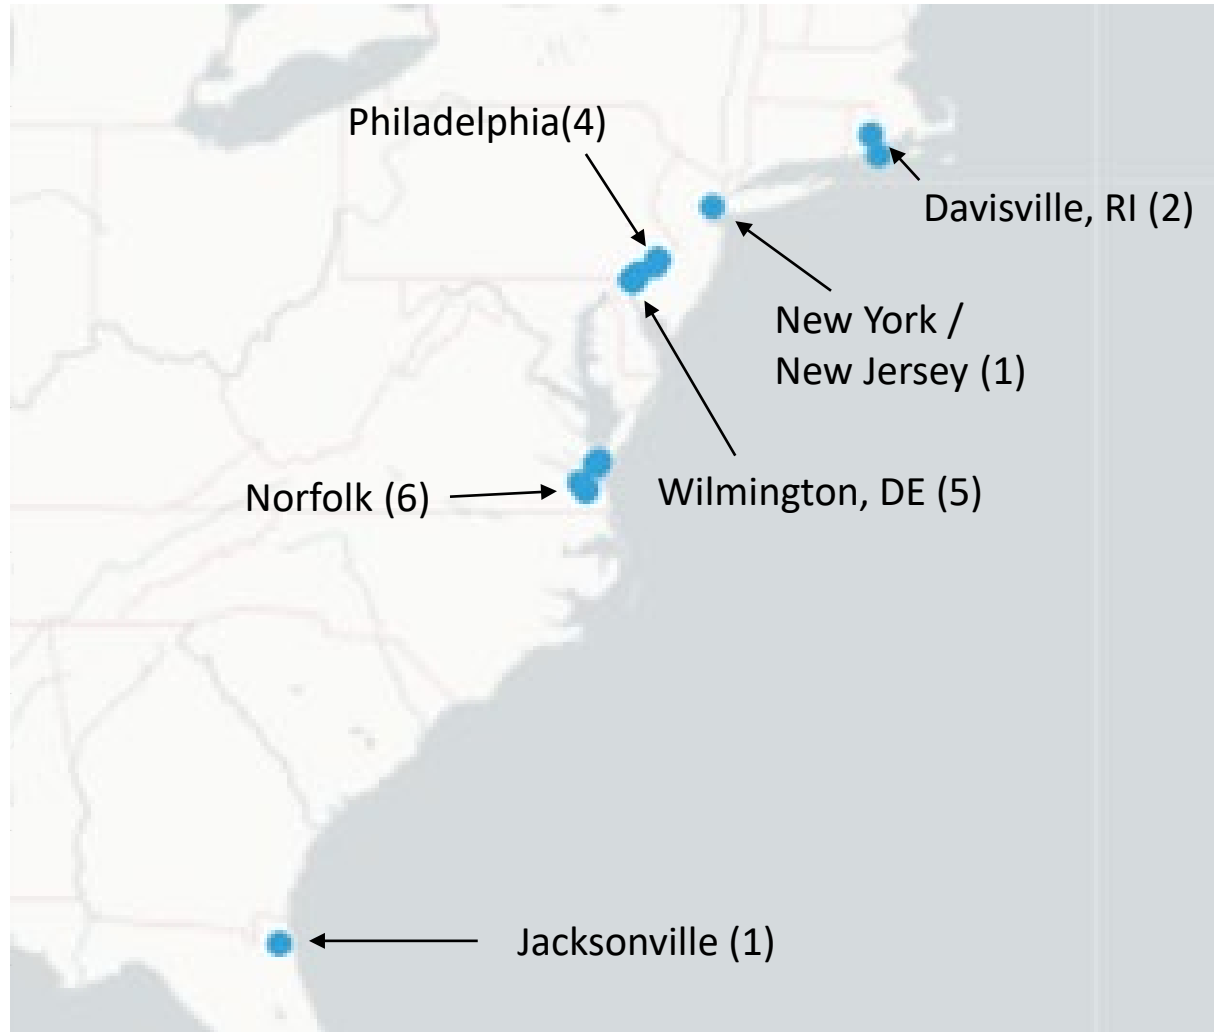 Philadelphia(4)
Davisville, RI (2)
New York /
New Jersey (1)
Norfolk (6)
Wilmington, DE (5)
Jacksonville (1)